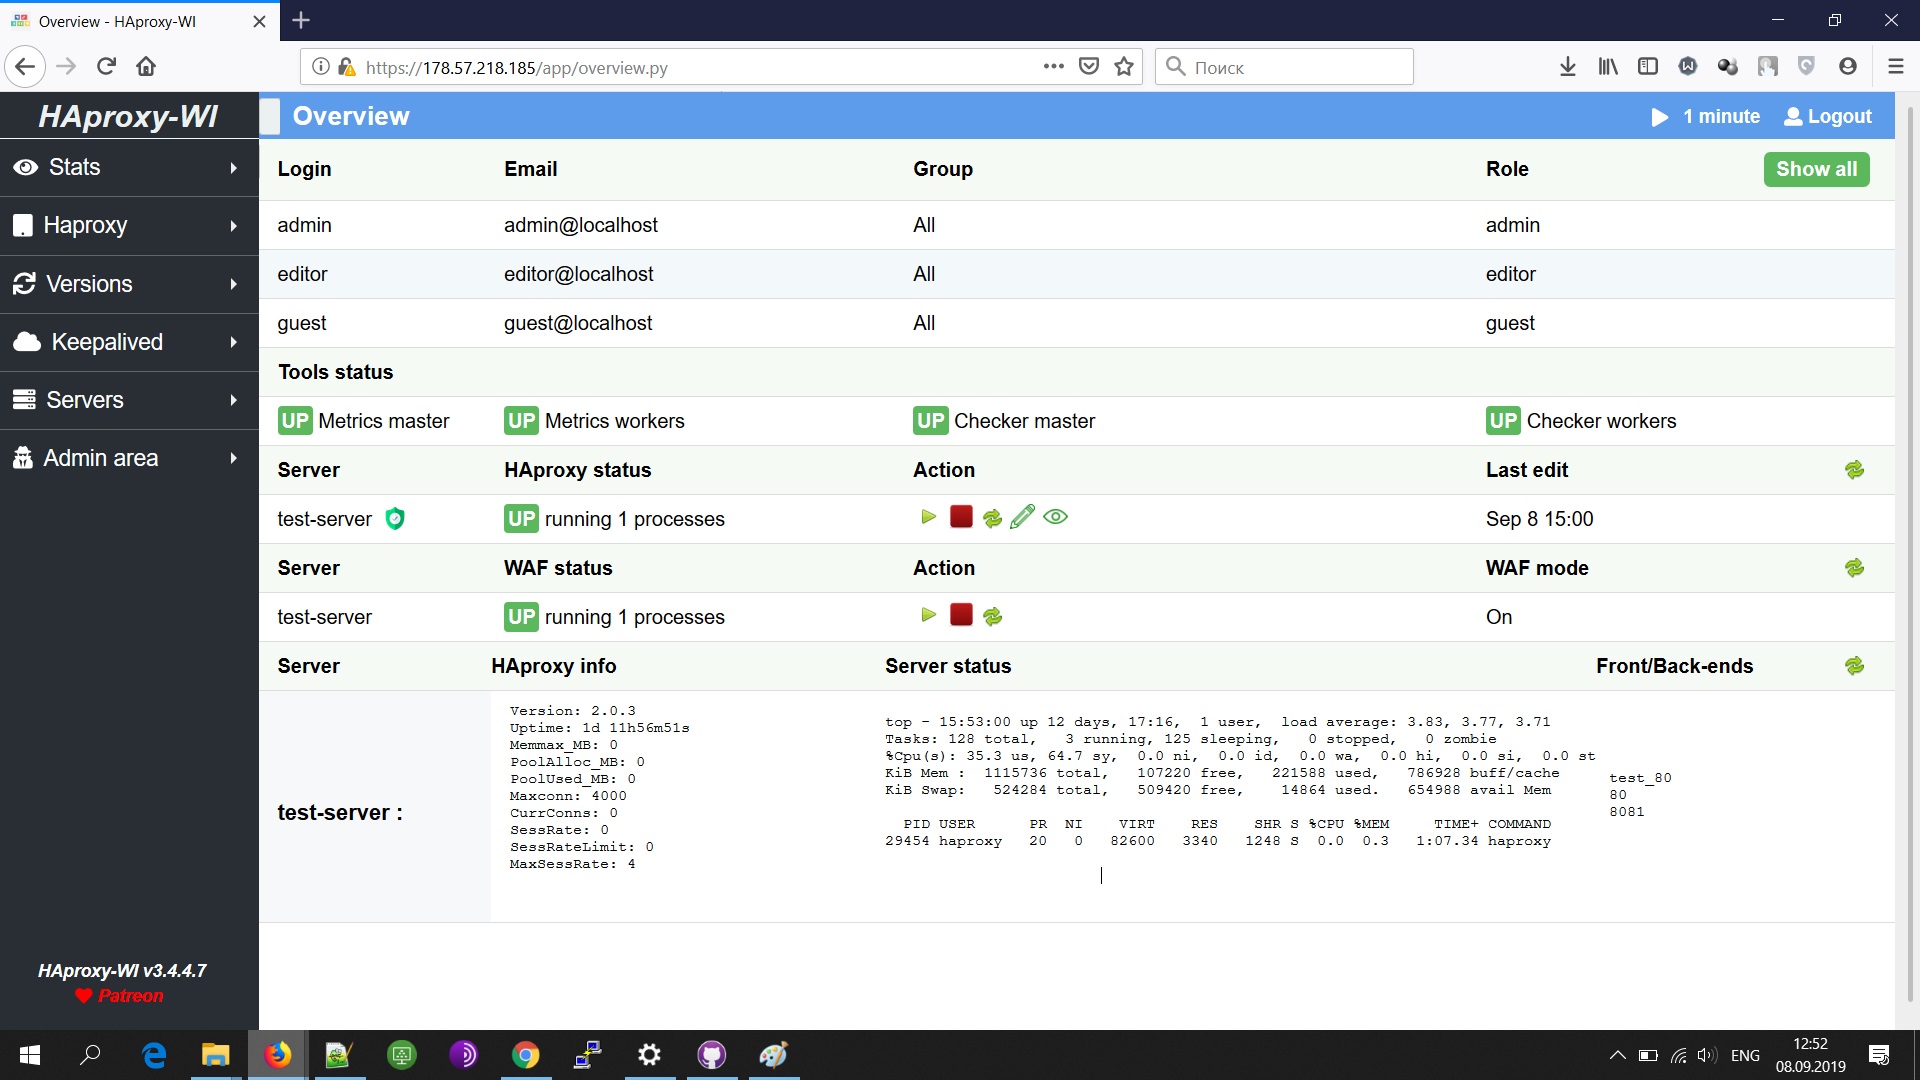 Overview - HAproxy-WI
https://178.57.218.185/app/overview.py
Поиск
HAproxy-WI
Overview
1 minute
Logout
Stats
Haproxy
Versions
Keepalived
Servers
Admin area
HAproxy-WI v3.4.4.7
Patreon
Login Email Group Role Show all
admin admin@localhost All admin
editor editor@localhost All editor
guest guest@localhost All guest
Tools status
UP Metrics master UP Metrics workers UP Checker master UP Checker workers
Server HAproxy status Action Last edit
test-server UP running 1 processes Sep 8 15:00
Server WAF status Action WAF mode
test-server UP running 1 processes On
Server HAproxy info Server status Front/Back-ends
test-server :
Version: 2.0.3
Uptime: 1d 11h56m51s
Memmax_MB: 0
PoolAlloc_MB: 0
PoolUsed_MB: 0
Maxconn: 4000
CurrConns: 0
SessRate: 0
SessRateLimit: 0
MaxSessRate: 4
top - 15:53:00 up 12 days, 17:16, 1 user, load average: 3.83, 3.77, 3.71
Tasks: 128 total, 3 running, 125 sleeping, 0 stopped, 0 zombie
%Cpu(s): 35.3 us, 64.7 sy, 0.0 ni, 0.0 id, 0.0 wa, 0.0 hi, 0.0 si, 0.0 st
KiB Mem : 1115736 total, 107220 free, 221588 used, 786928 buff/cache
KiB Swap: 524284 total, 509420 free, 14864 used. 654988 avail Mem
PID USER PR NI VIRT RES SHR S %CPU %MEM TIME+ COMMAND
29454 haproxy 20 0 82600 3340 1248 S 0.0 0.3 1:07.34 haproxy
test_80
80
8081
ENG
12:52
08.09.2019